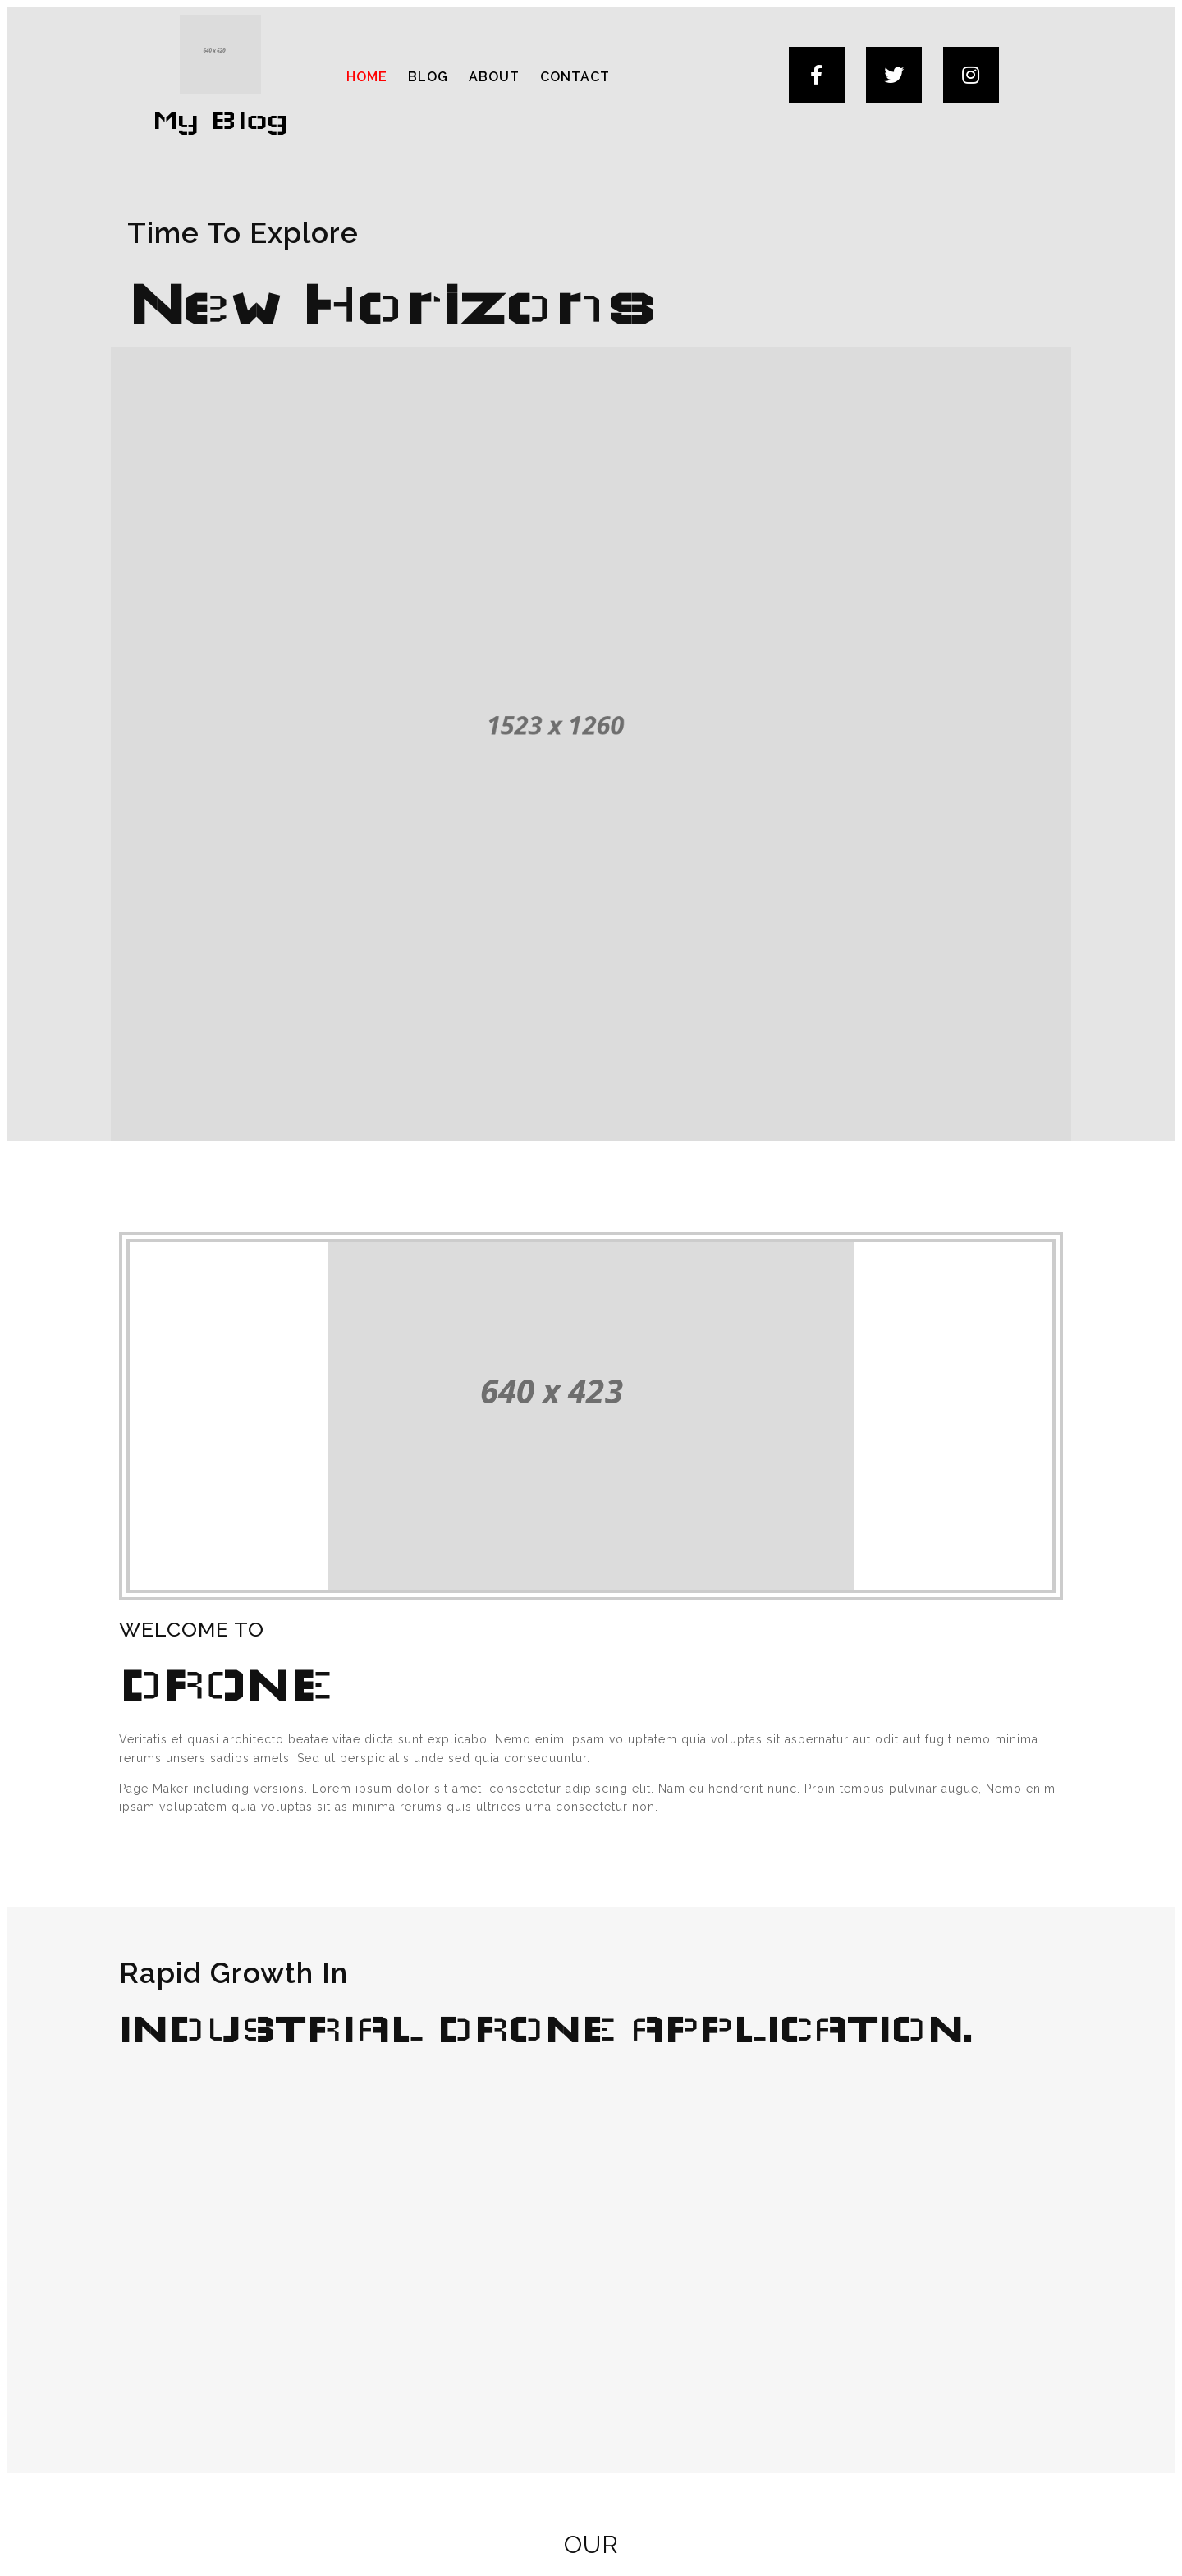 640 x 629
My Blog
HOME BLOG ABOUT CONTACT
Time To Explore
New Horizons
1523 x 1260
640 x 423
WELCOME TO
DRONE
Veritatis et quasi architecto beatae vitae dicta sunt explicabo. Nemo enim ipsam voluptatem quia voluptas sit aspernatur aut odit aut fugit nemo minima
rerums unsers sadips amets. Sed ut perspiciatis unde sed quia consequuntur.
Page Maker including versions. Lorem ipsum dolor sit amet, consectetur adipiscing elit. Nam eu hendrerit nunc. Proin tempus pulvinar augue, Nemo enim
ipsam voluptatem quia voluptas sit as minima rerums quis ultrices urna consectetur non.
Rapid Growth In
INDUSTRIAL DRONE APPLICATION.
OUR